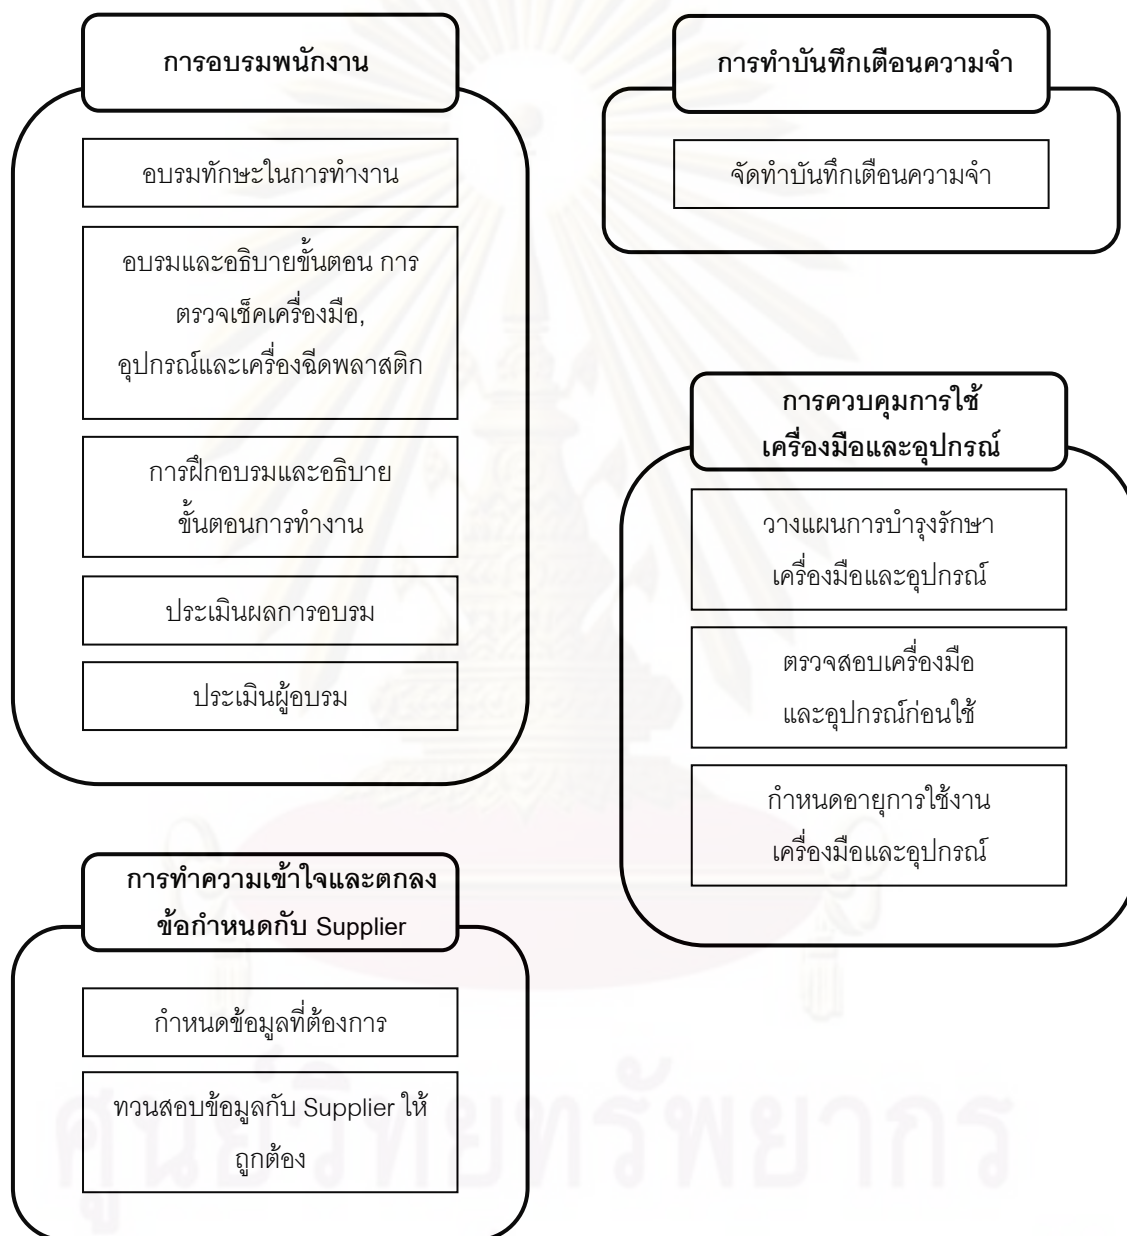 การอบรมพนักงาน
อบรมทักษะในการทำงาน
อบรมและอธิบายขั้นตอน การ
ตรวจเช็คเครื่องมือ,
อุปกรณ์และเครื่องฉีดพลาสติก
การฝึกอบรมและอธิบาย
ขั้นตอนการทำงาน
ประเมินผลการอบรม
ประเมินผู้อบรม
การทำบันทึกเตือนความจำ
จัดทำบันทึกเตือนความจำ
การควบคุมการใช้
เครื่องมือและอุปกรณ์
วางแผนการบำรุงรักษา
เครื่องมือและอุปกรณ์
ตรวจสอบเครื่องมือ
และอุปกรณ์ก่อนใช้
กำหนดอายุการใช้งาน
เครื่องมือและอุปกรณ์
การทำความเข้าใจและตกลง
ข้อกำหนดกับ Supplier
กำหนดข้อมูลที่ต้องการ
ทวนสอบข้อมูลกับ Supplier ให้
ถูกต้อง
ศูนย์วิทยทรัพยากร